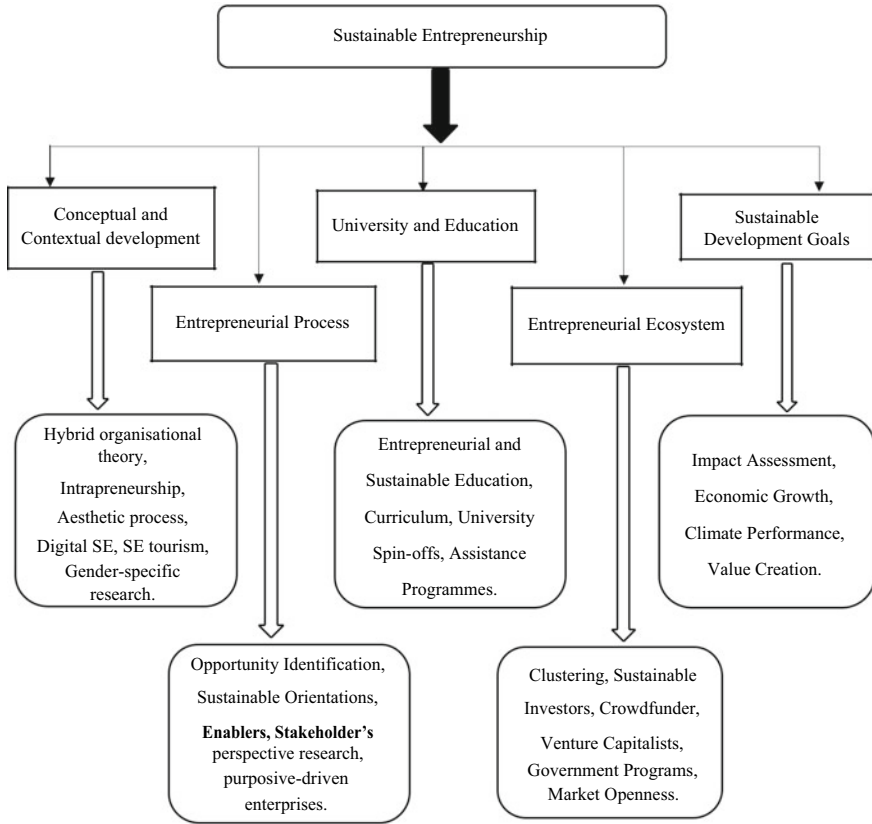 Sustainable Entrepreneurship
Conceptual and
Contextual development
University and Education
Sustainable
Development Goals
Entrepreneurial Process
Entrepreneurial Ecosystem
Hybrid organisational
theory,
Intrapreneurship,
Aesthetic process,
Digital SE, SE tourism,
Gender-specific
research.
Entrepreneurial and
Sustainable Education,
Curriculum, University
Spin-offs, Assistance
Programmes.
Impact Assessment,
Economic Growth,
Climate Performance,
Value Creation.
Opportunity Identification,
Sustainable Orientations,
Enablers, Stakeholder's
perspective research,
purposive-driven
enterprises.
Clustering, Sustainable
Investors, Crowdfunder,
Venture Capitalists,
Government Programs,
Market Openness.